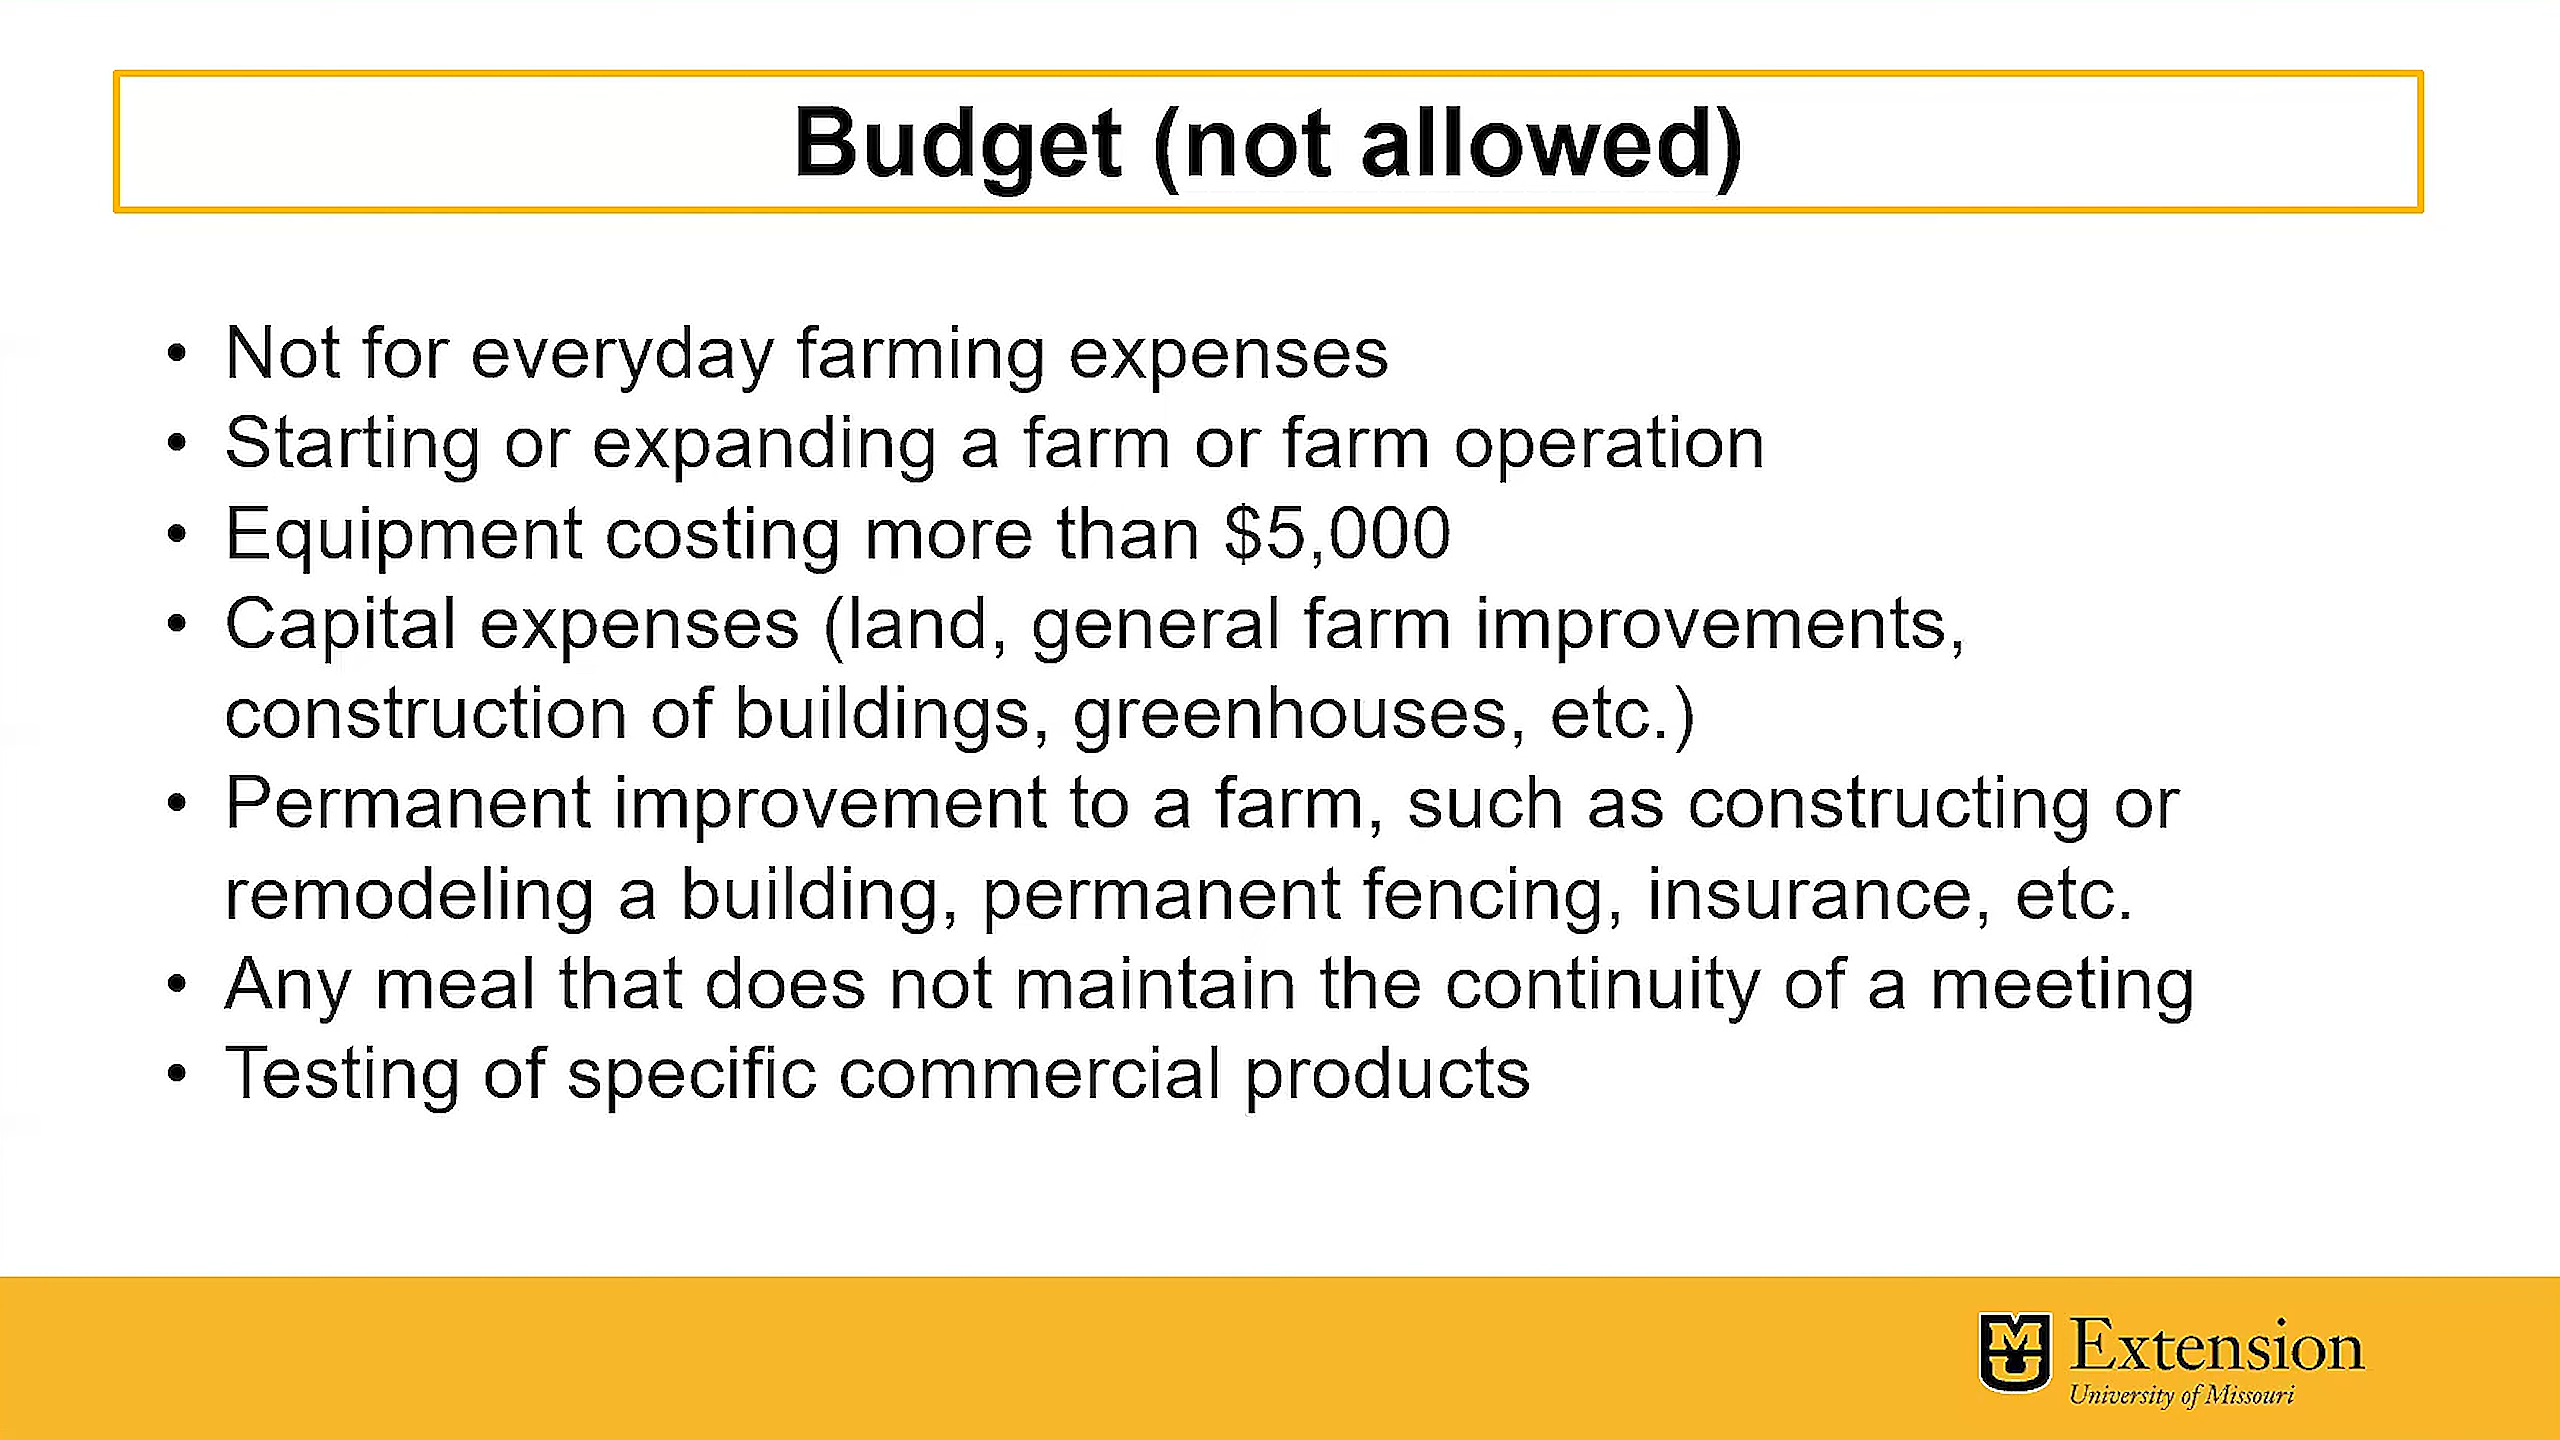 Budget (not allowed)
• Not for everyday farming expenses
• Starting or expanding a farm or farm operation
• Equipment costing more than $5,000
• Capital expenses (land, general farm improvements,
construction of buildings, greenhouses, etc.)
• Permanent improvement to a farm, such as constructing or
remodeling a building, permanent fencing, insurance, etc.
• Any meal that does not maintain the continuity of a meeting
• Testing of specific commercial products
MU Extension
University of Missouri